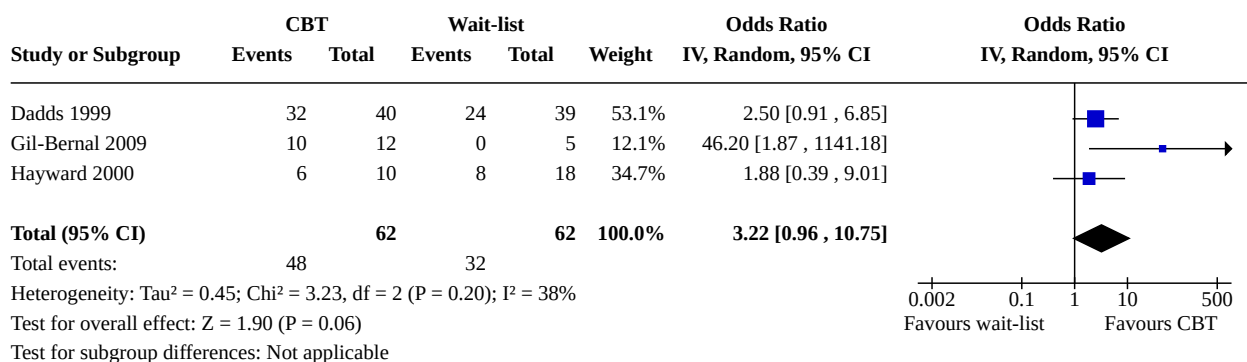 CBT Wait-list Odds Ratio Odds Ratio
Study or Subgroup Events Total Events Total Weight IV, Random, 95% CI IV, Random, 95% CI
Dadds 1999 32 40 24 39 53.1% 2.50 [0.91 , 6.85]
Gil-Bernal 2009 10 12 0 5 12.1% 46.20 [1.87 , 1141.18]
Hayward 2000 6 10 8 18 34.7% 1.88 [0.39 , 9.01]
Total (95% CI) 62 62 100.0% 3.22 [0.96 , 10.75]
Total events: 48 32
Heterogeneity: Tau² = 0.45; Chi² = 3.23, df = 2 (P = 0.20); I² = 38%
0.002 0.1 1 10 500
Test for overall effect: Z = 1.90 (P = 0.06)
Favours wait-list Favours CBT
Test for subgroup differences: Not applicable